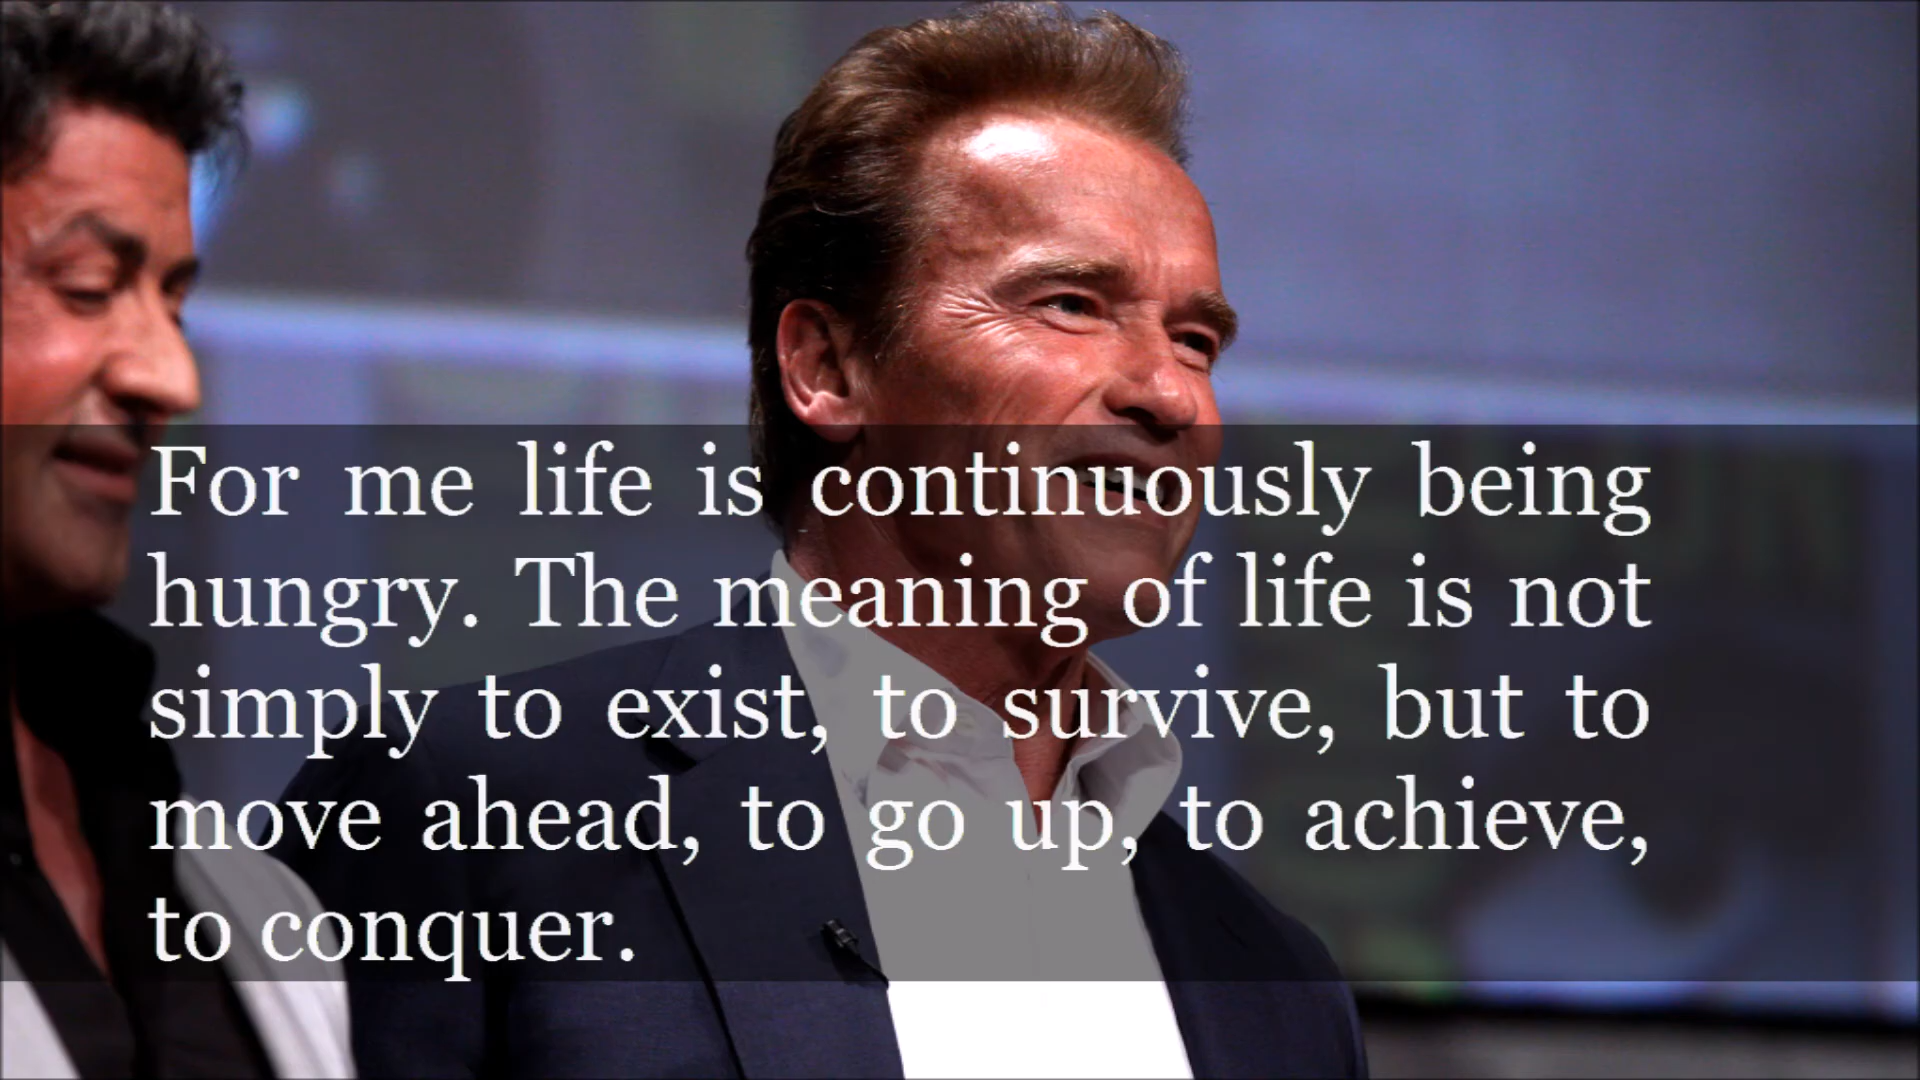 For me life is continuously being
hungry. The meaning of life is not
simply to exist, to survive, but to
move ahead, to go up, to achieve,
to conquer.